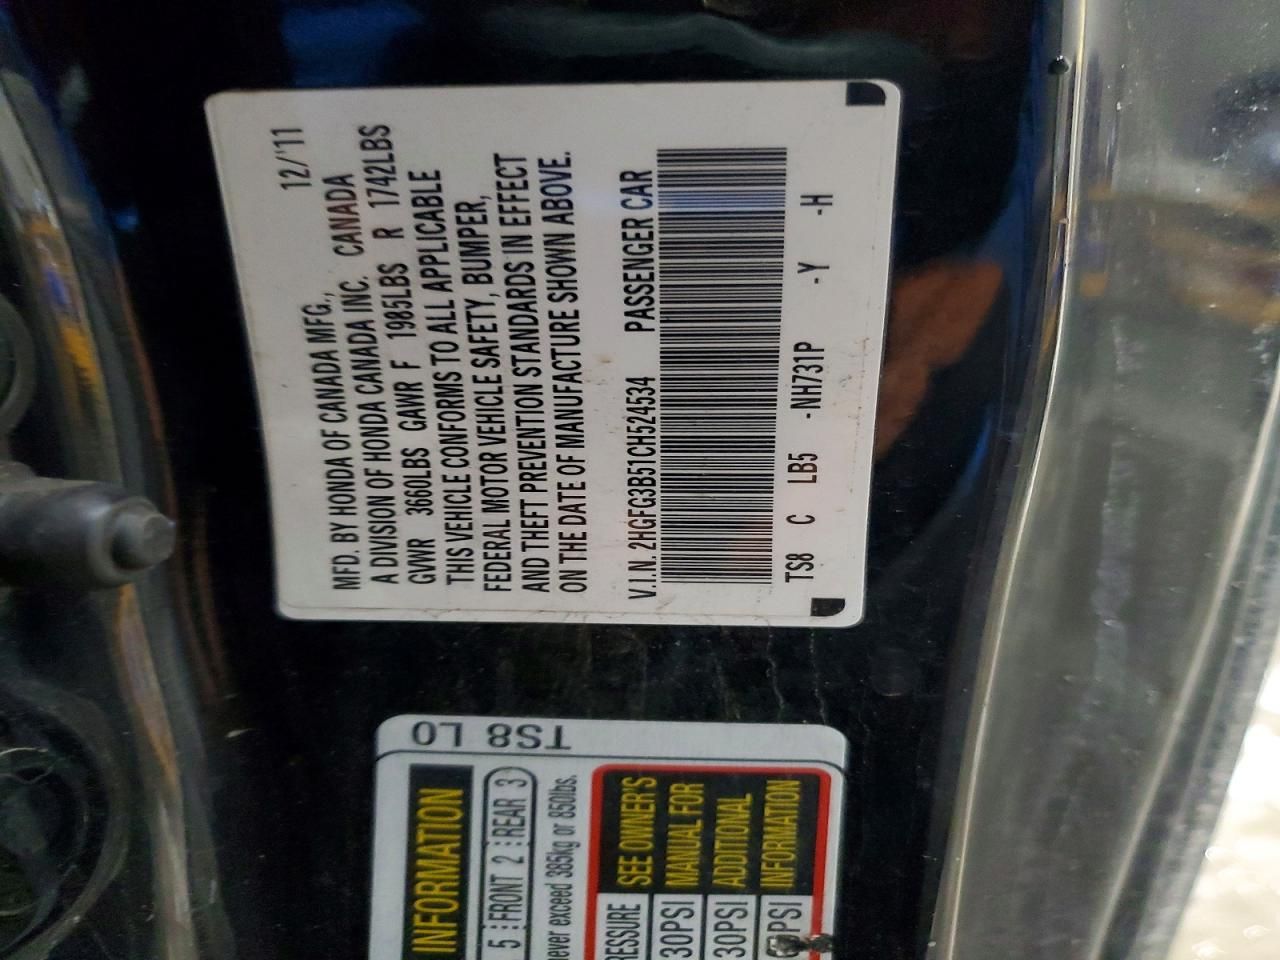 12/'11
MFD. BY HONDA OF CANADA MFG.,
A DIVISION OF HONDA CANADA INC. CANADA
GVWR 3660LBS GAWR F 1985LBS R 1742LBS
THIS VEHICLE CONFORMS TO ALL APPLICABLE
FEDERAL MOTOR VEHICLE SAFETY, BUMPER,
AND THEFT PREVENTION STANDARDS IN EFFECT
ON THE DATE OF MANUFACTURE SHOWN ABOVE.
V.I.N. 2HGFG3B51CH524534 PASSENGER CAR
TS8 C LB5 -NH731P -Y -H
TS8 L0
INFORMATION
5 FRONT 2 REAR 3
never exceed 385kg or 850lbs.
SEE OWNER'S
MANUAL FOR
ADDITIONAL
INFORMATION
30PSI
30PSI
PSI